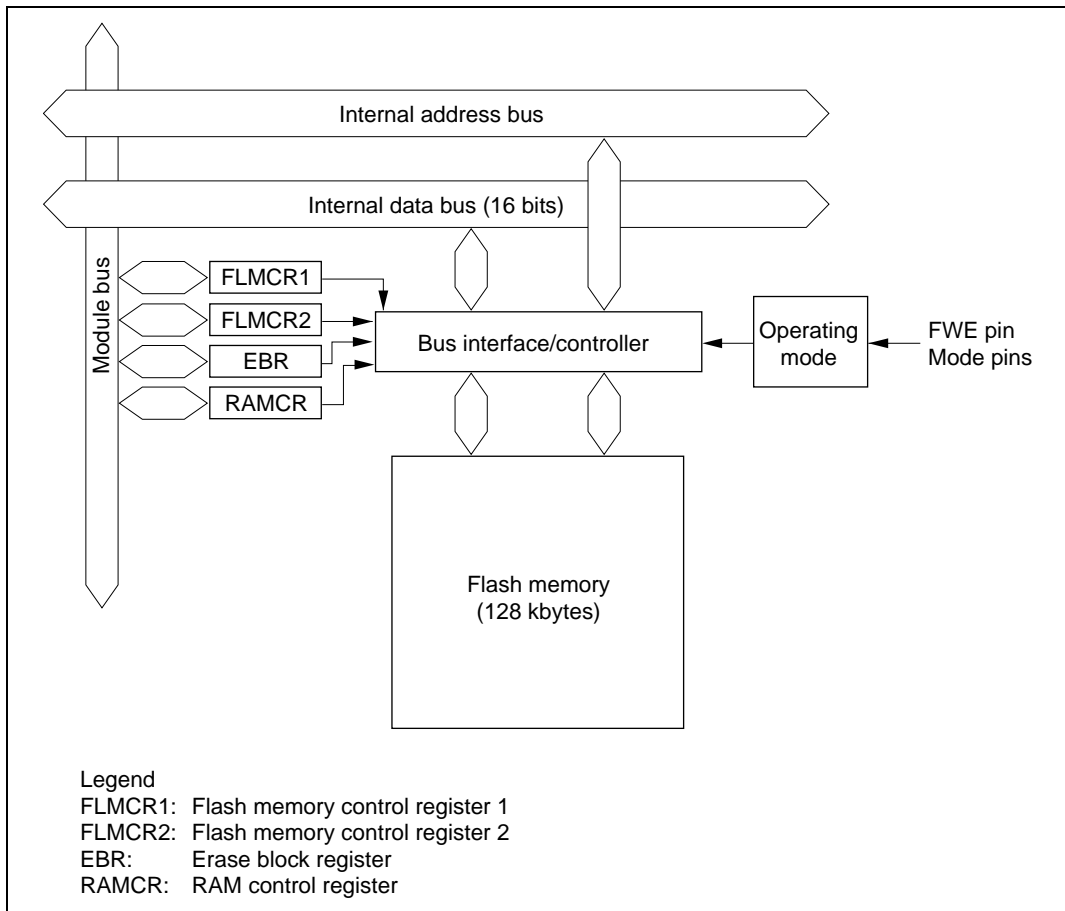 Internal address bus
Internal data bus (16 bits)
Module bus
FLMCR1
FLMCR2
EBR
RAMCR
Bus interface/controller
Operating
mode
FWE pin
Mode pins
Flash memory
(128 kbytes)
Legend
FLMCR1: Flash memory control register 1
FLMCR2: Flash memory control register 2
EBR: Erase block register
RAMCR: RAM control register